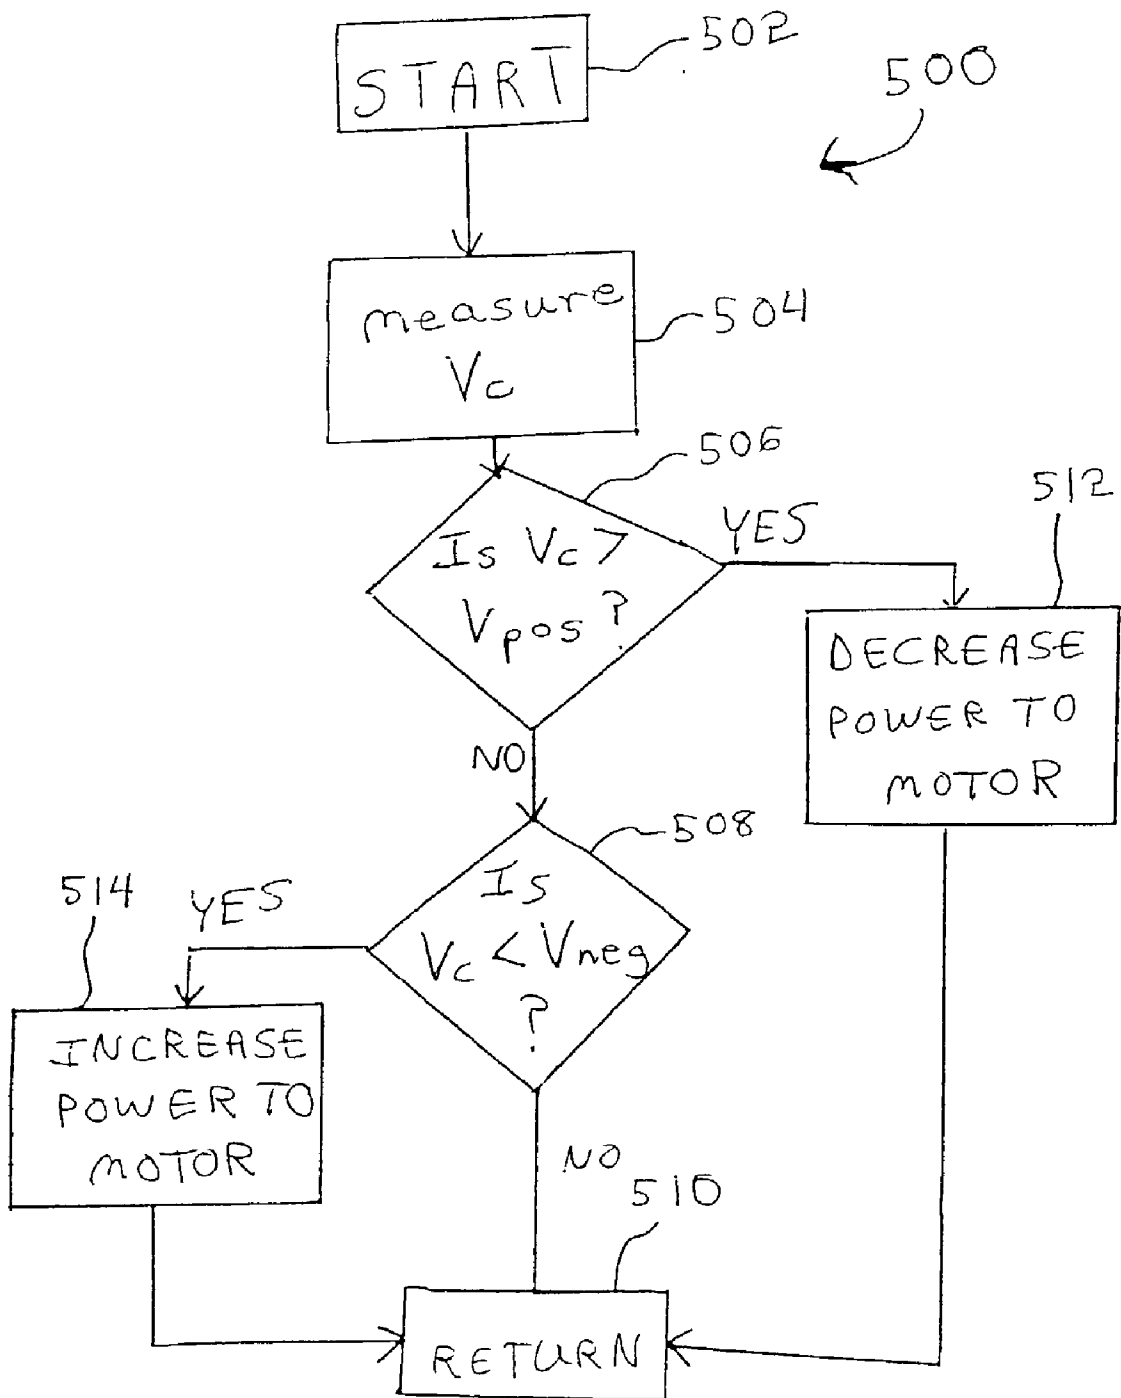 502
START
500
measure
Vc
504
506
Is Vc >
Vpos ?
YES
512
DECREASE
POWER TO
MOTOR
NO
508
Is
Vc < Vneg
?
YES
514
INCREASE
POWER TO
MOTOR
NO
510
RETURN